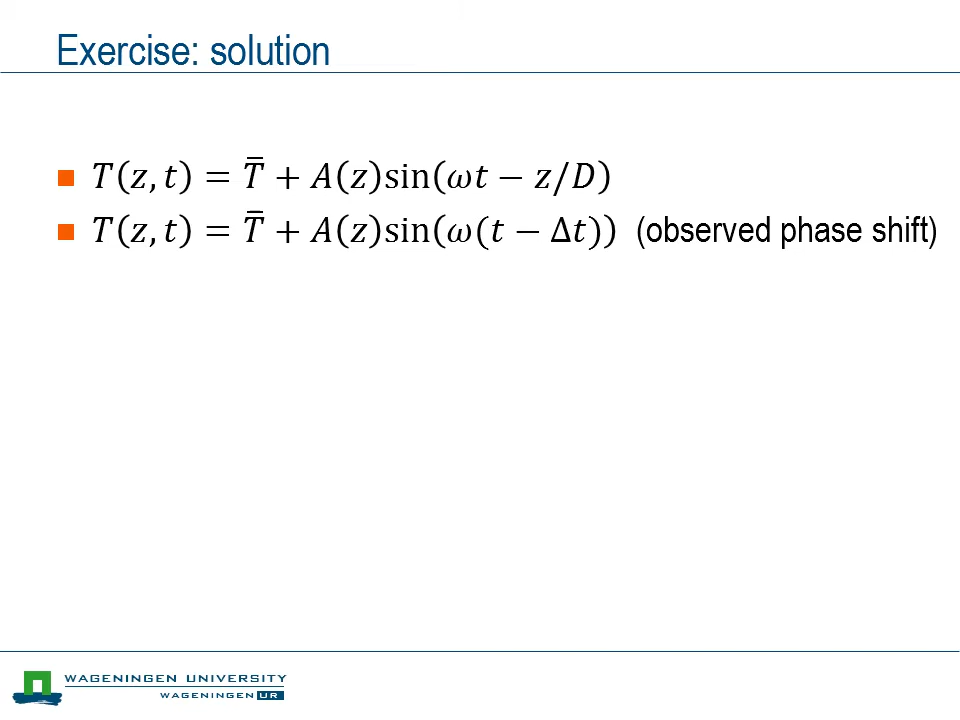 Exercise: solution
T(z, t) = T̄ + A(z)sin(ωt − z/D)
T(z, t) = T̄ + A(z)sin(ω(t − Δt)) (observed phase shift)
WAGENINGEN UNIVERSITY
WAGENINGEN UR